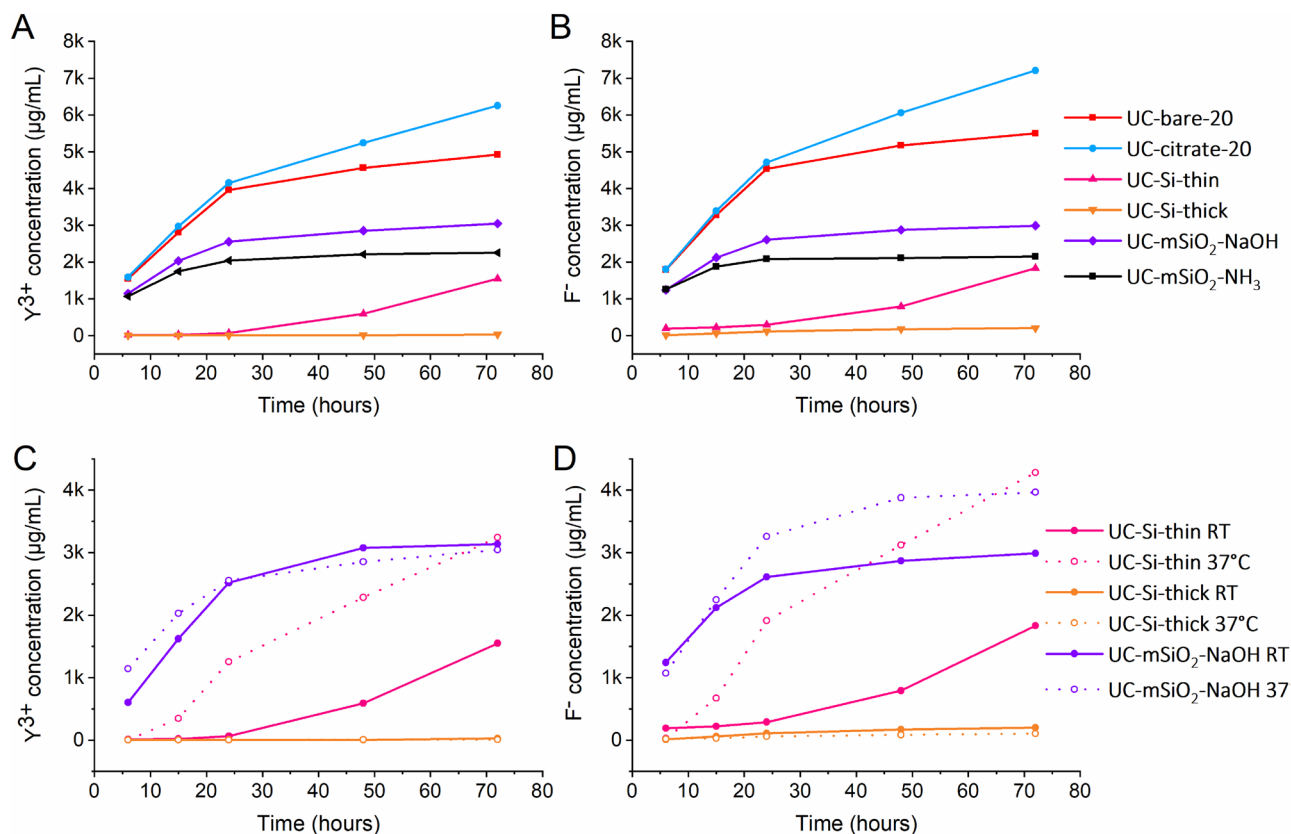 A
8k
7k
6k
5k
4k
3k
2k
1k
0
Y³⁺ concentration (µg/mL)
0 10 20 30 40 50 60 70 80
Time (hours)
B
8k
7k
6k
5k
4k
3k
2k
1k
0
F⁻ concentration (µg/mL)
0 10 20 30 40 50 60 70 80
Time (hours)
UC-bare-20
UC-citrate-20
UC-Si-thin
UC-Si-thick
UC-mSiO₂-NaOH
UC-mSiO₂-NH₃
C
4k
3k
2k
1k
0
Y³⁺ concentration (µg/mL)
0 10 20 30 40 50 60 70 80
Time (hours)
D
4k
3k
2k
1k
0
F⁻ concentration (µg/mL)
0 10 20 30 40 50 60 70 80
Time (hours)
UC-Si-thin RT
UC-Si-thin 37°C
UC-Si-thick RT
UC-Si-thick 37°C
UC-mSiO₂-NaOH RT
UC-mSiO₂-NaOH 37°